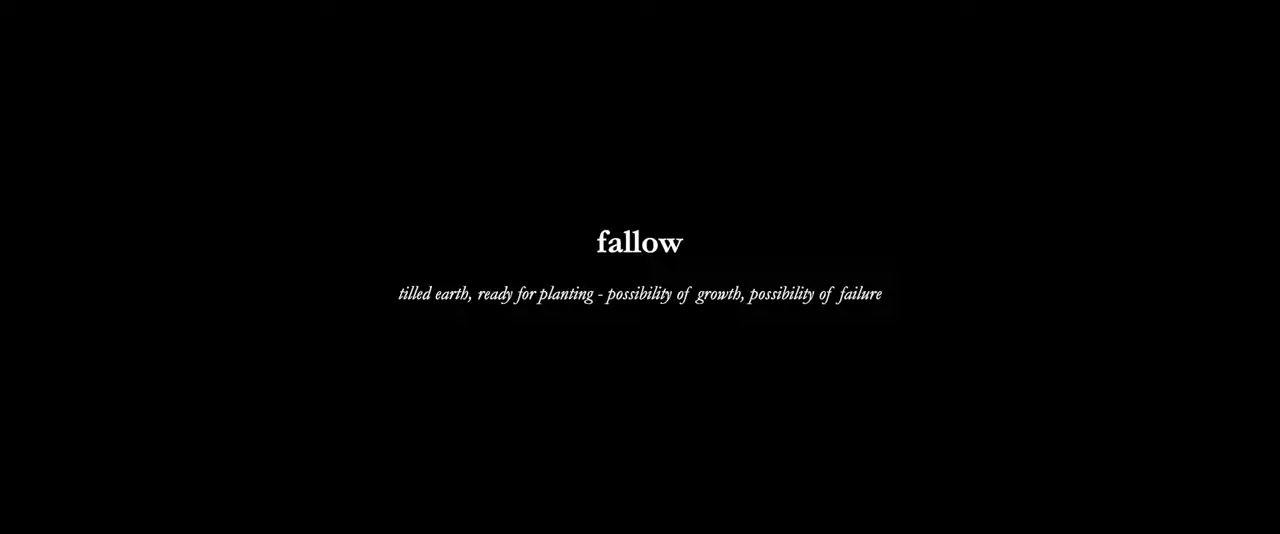 fallow
tilled earth, ready for planting - possibility of growth, possibility of failure